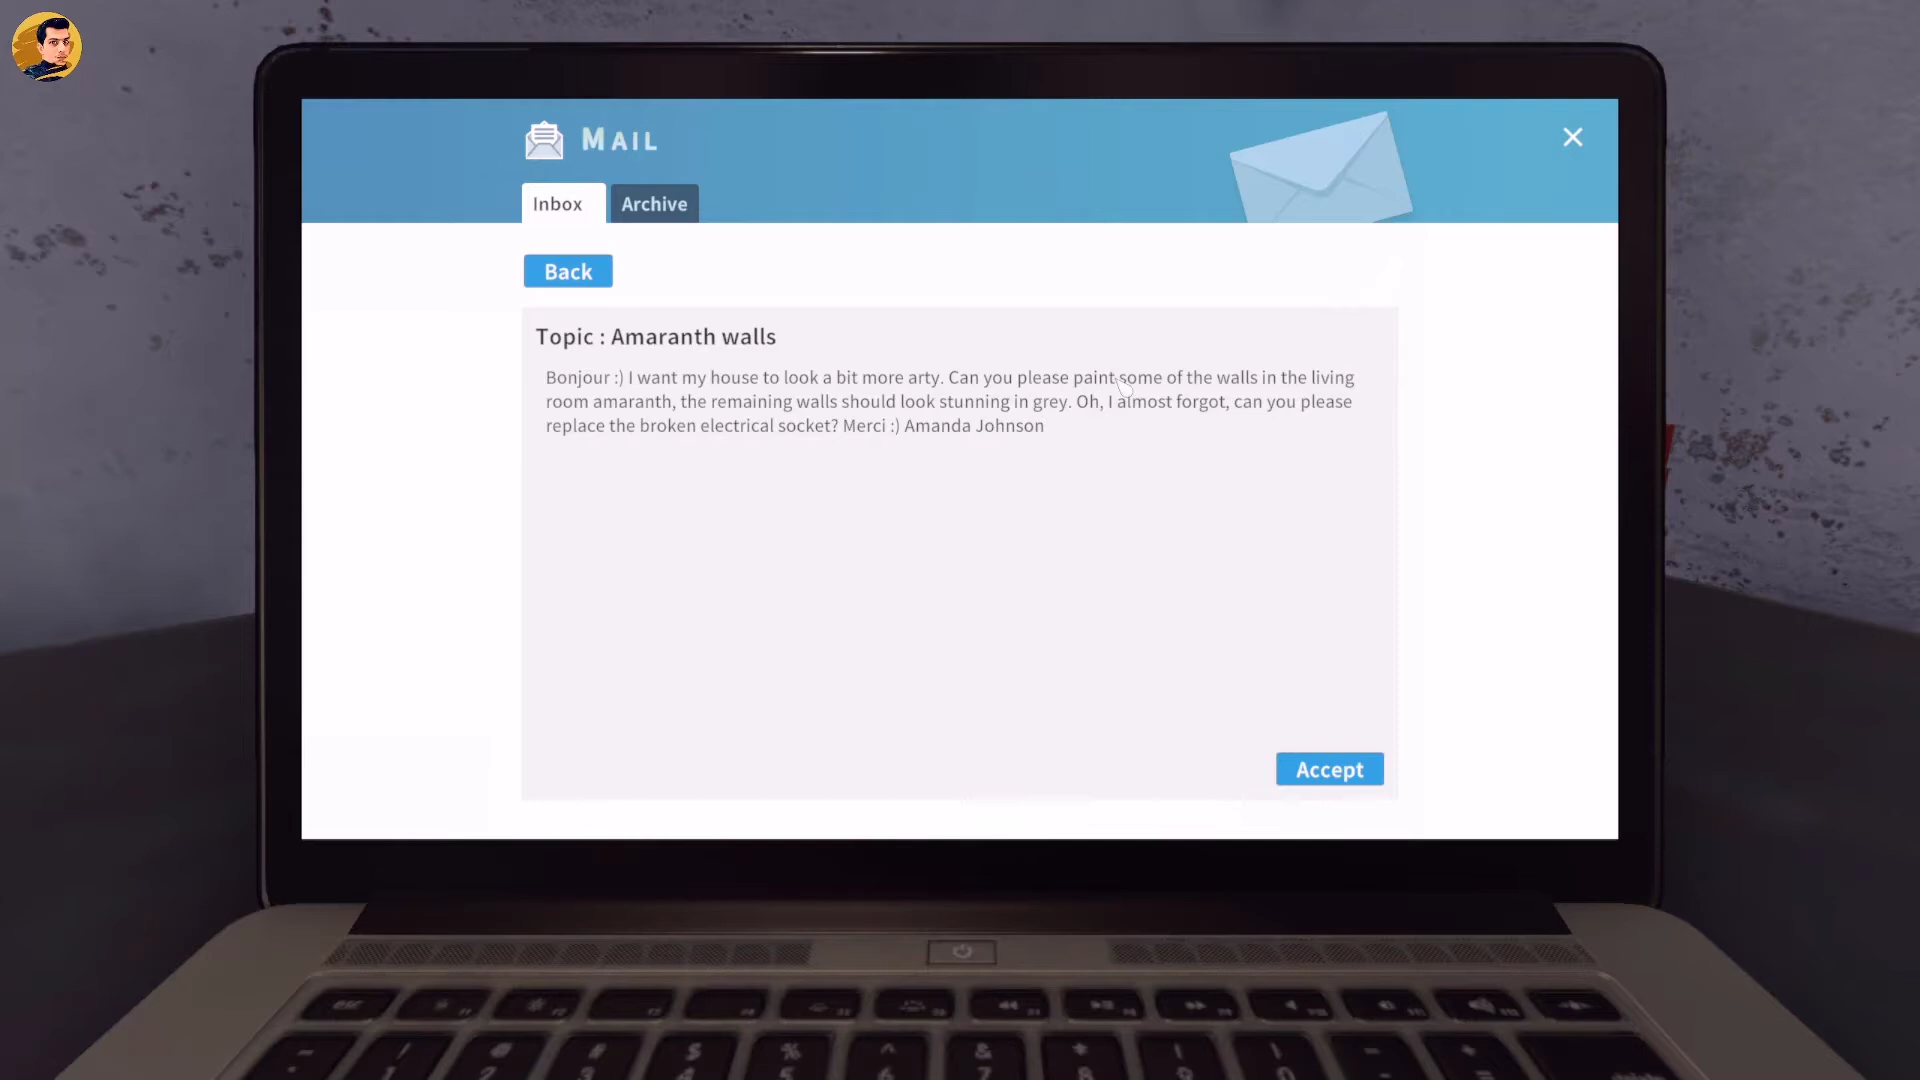 MAIL
Inbox
Archive
Back
Topic : Amaranth walls
Bonjour :) I want my house to look a bit more arty. Can you please paint some of the walls in the living
room amaranth, the remaining walls should look stunning in grey. Oh, I almost forgot, can you please
replace the broken electrical socket? Merci :) Amanda Johnson
Accept